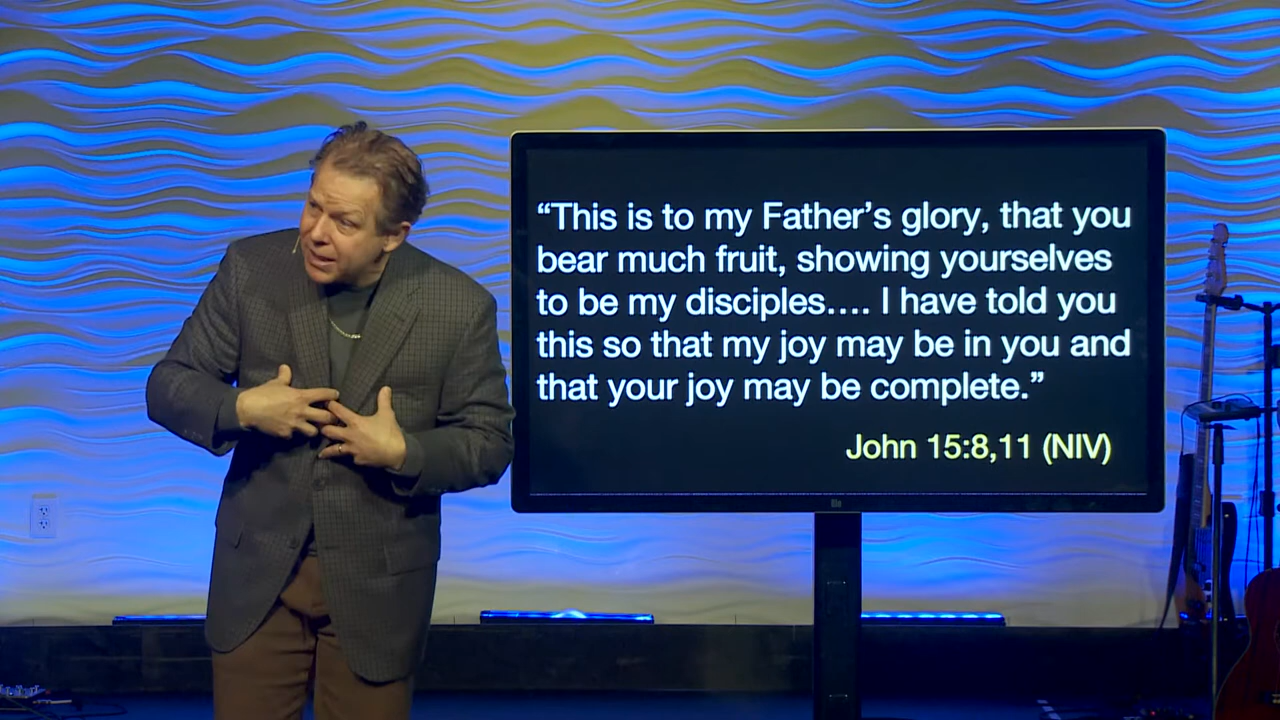 “This is to my Father’s glory, that you
bear much fruit, showing yourselves
to be my disciples…. I have told you
this so that my joy may be in you and
that your joy may be complete.”
John 15:8,11 (NIV)